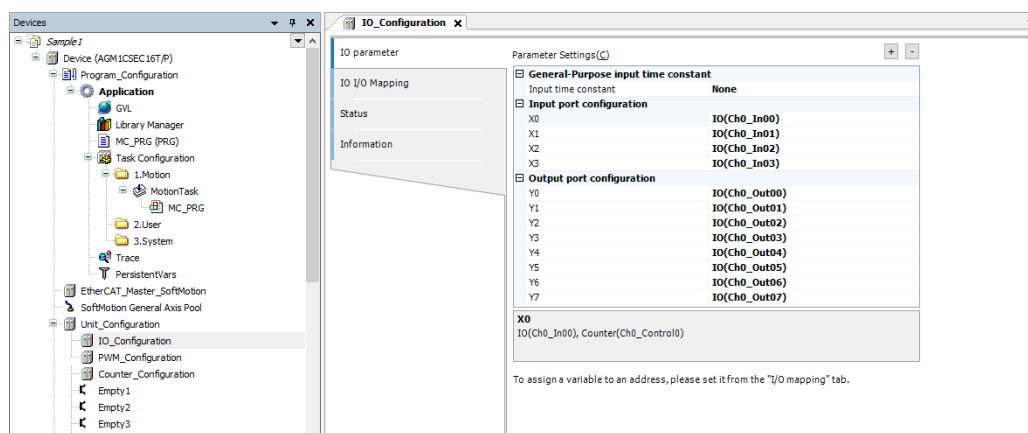 Devices
Sample1
Device (AGM1CSEC16T/P)
Program_Configuration
Application
GVL
Library Manager
MC_PRG (PRG)
Task Configuration
1.Motion
MotionTask
MC_PRG
2.User
3.System
Trace
PersistentVars
EtherCAT_Master_SoftMotion
SoftMotion General Axis Pool
Unit_Configuration
IO_Configuration
PWM_Configuration
Counter_Configuration
Empty1
Empty2
Empty3
IO_Configuration x
IO parameter
IO I/O Mapping
Status
Information
Parameter Settings(C) + -
General-Purpose input time constant
Input time constant None
Input port configuration
X0 IO(Ch0_In00)
X1 IO(Ch0_In01)
X2 IO(Ch0_In02)
X3 IO(Ch0_In03)
Output port configuration
Y0 IO(Ch0_Out00)
Y1 IO(Ch0_Out01)
Y2 IO(Ch0_Out02)
Y3 IO(Ch0_Out03)
Y4 IO(Ch0_Out04)
Y5 IO(Ch0_Out05)
Y6 IO(Ch0_Out06)
Y7 IO(Ch0_Out07)
X0
IO(Ch0_In00), Counter(Ch0_Control0)
To assign a variable to an address, please set it from the "I/O mapping" tab.